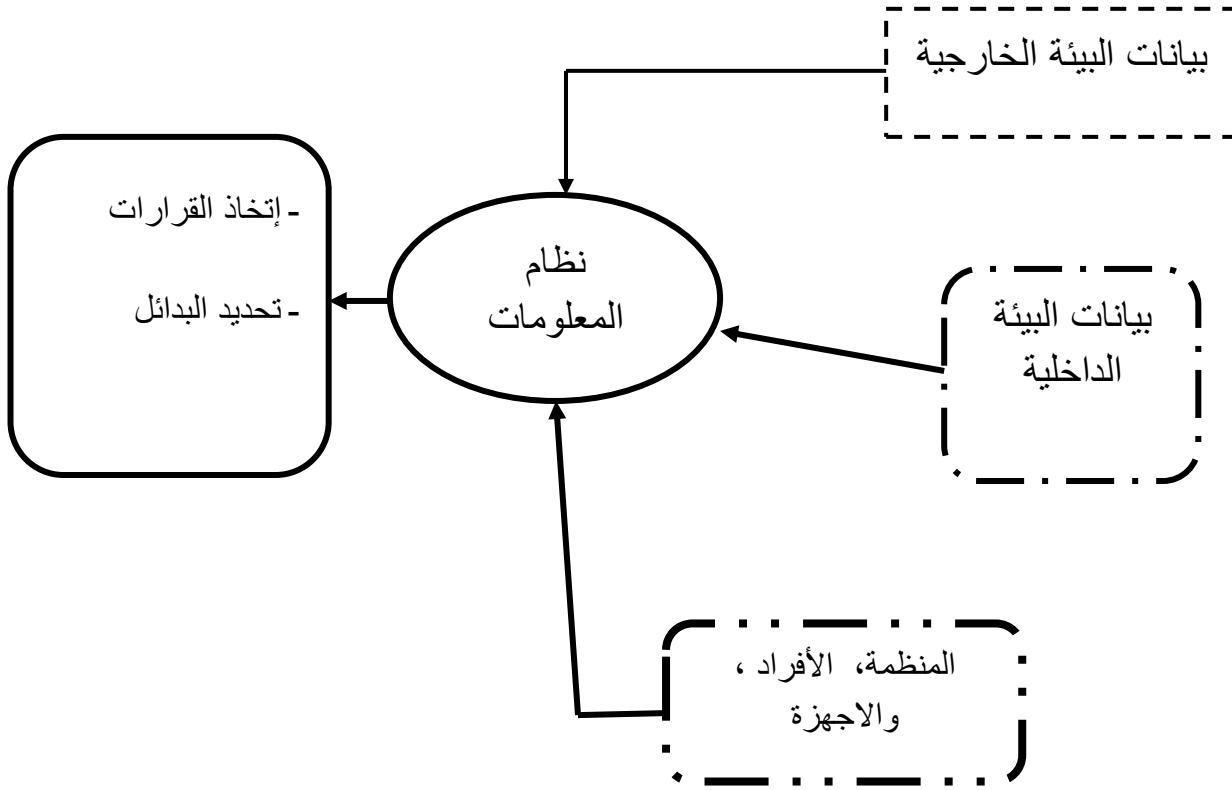 بيانات البيئة الخارجية
- إتخاذ القرارات
- تحديد البدائل
نظام
المعلومات
بيانات البيئة
الداخلية
المنظمة، الأفراد ،
والاجهزة